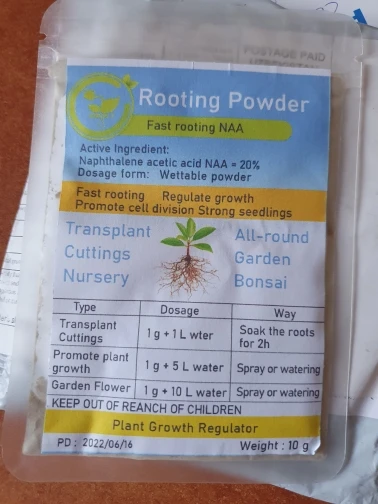 POSTAGE PAID
Rooting Powder
Fast rooting NAA
Active Ingredient:
Naphthalene acetic acid NAA = 20%
Dosage form: Wettable powder
Fast rooting Regulate growth
Promote cell division Strong seedlings
Transplant
Cuttings
Nursery
All-round
Garden
Bonsai
Type Dosage Way
Transplant Cuttings 1 g + 1 L wter Soak the roots for 2h
Promote plant growth 1 g + 5 L water Spray or watering
Garden Flower 1 g + 10 L water Spray or watering
KEEP OUT OF REANCH OF CHILDREN
Plant Growth Regulator
PD : 2022/06/16 Weight : 10 g